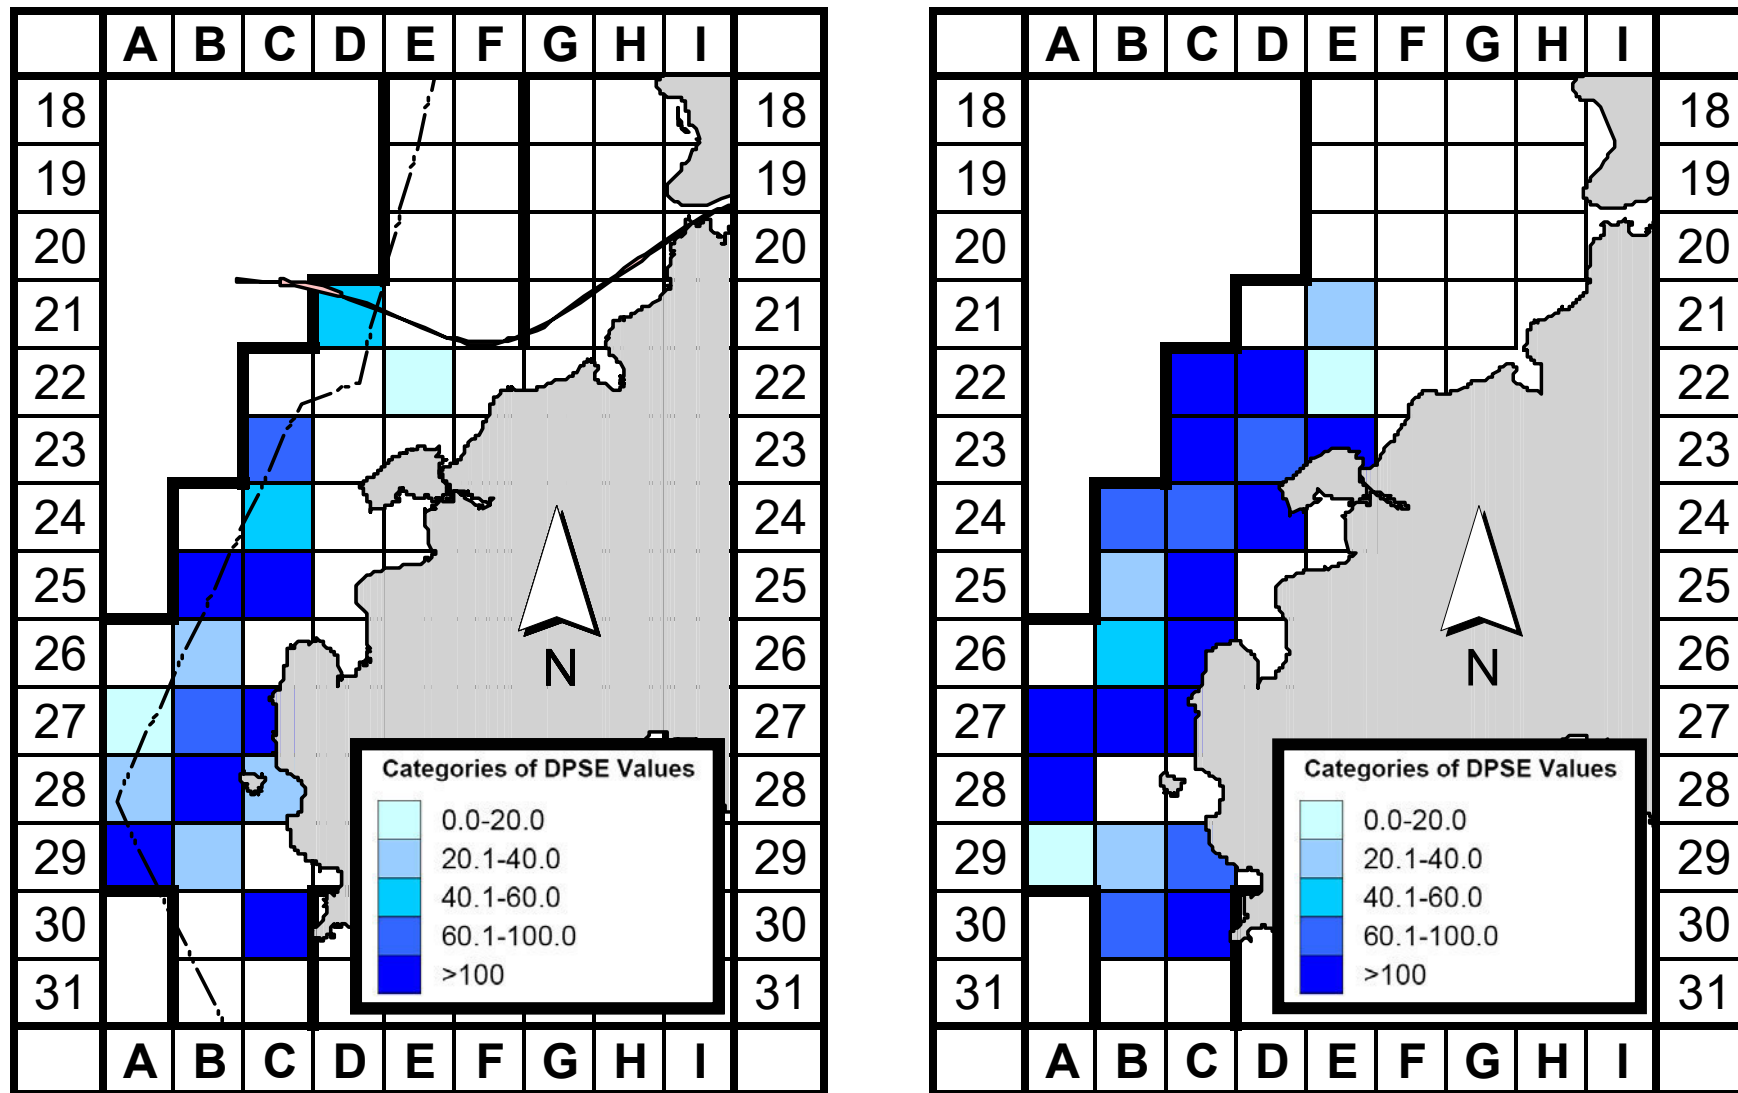 A B C D E F G H I
18 18
19 19
20 20
21 21
22 22
23 23
24 24
25 25
26 N 26
27 27
Categories of DPSE Values
28 0.0-20.0 28
29 20.1-40.0 29
40.1-60.0
30 60.1-100.0 30
31 >100 31
A B C D E F G H I
A B C D E F G H I
18 18
19 19
20 20
21 21
22 22
23 23
24 24
25 25
26 N 26
27 27
Categories of DPSE Values
28 0.0-20.0 28
29 20.1-40.0 29
40.1-60.0
30 60.1-100.0 30
31 >100 31
A B C D E F G H I